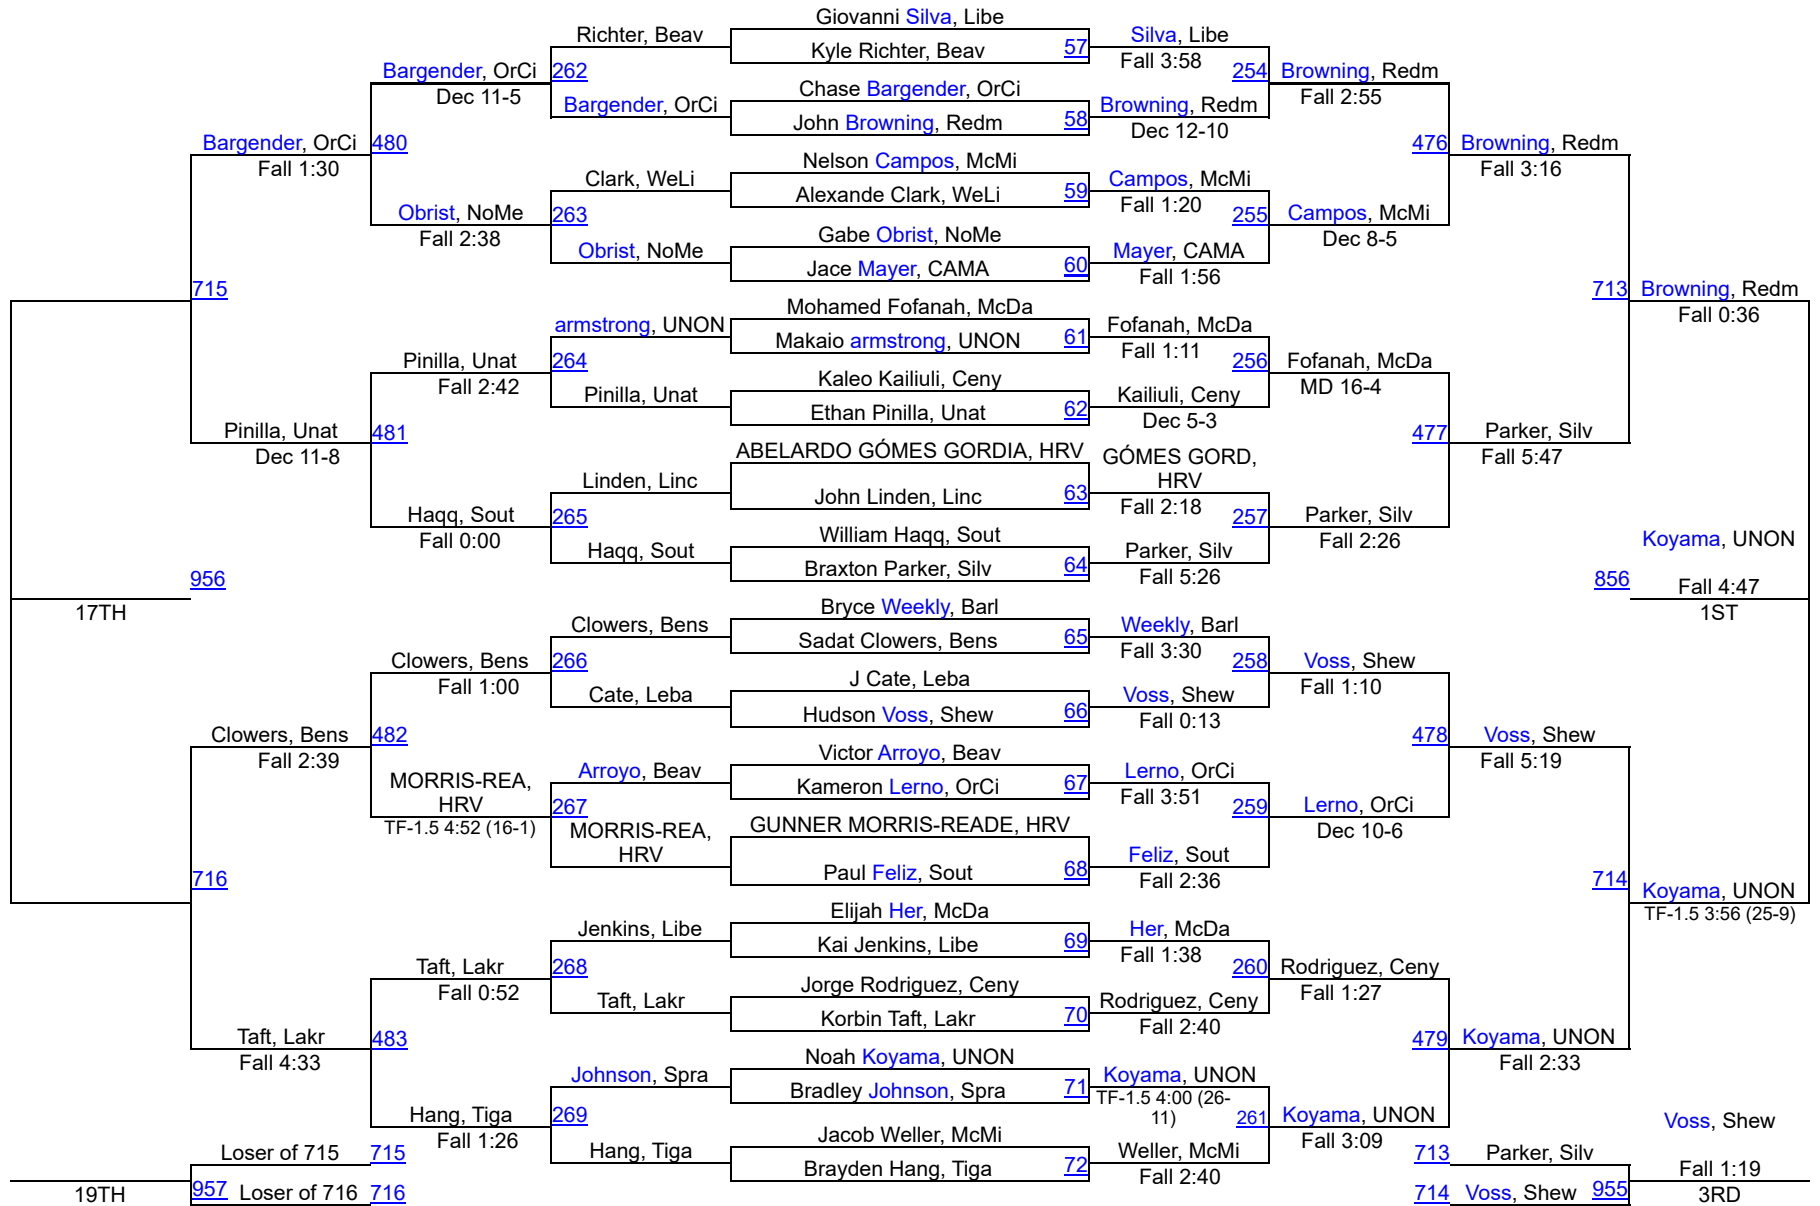 Giovanni Silva, Libe
Richter, Beav
Kyle Richter, Beav
57
Silva, Libe
Fall 3:58
Bargender, OrCi
262
254
Browning, Redm
Dec 11-5
Chase Bargender, OrCi
Fall 2:55
Bargender, OrCi
John Browning, Redm
58
Browning, Redm
Dec 12-10
Bargender, OrCi
480
476
Browning, Redm
Fall 1:30
Nelson Campos, McMi
Fall 3:16
Clark, WeLi
Alexande Clark, WeLi
59
Campos, McMi
Fall 1:20
Obrist, NoMe
263
255
Campos, McMi
Fall 2:38
Gabe Obrist, NoMe
Dec 8-5
Obrist, NoMe
Jace Mayer, CAMA
60
Mayer, CAMA
Fall 1:56
715
713
Browning, Redm
Mohamed Fofanah, McDa
Fall 0:36
armstrong, UNON
Makaio armstrong, UNON
61
Fofanah, McDa
Fall 1:11
Pinilla, Unat
264
256
Fofanah, McDa
Fall 2:42
Kaleo Kailiuli, Ceny
MD 16-4
Pinilla, Unat
Ethan Pinilla, Unat
62
Kailiuli, Ceny
Dec 5-3
Pinilla, Unat
481
477
Parker, Silv
Dec 11-8
ABELARDO GÓMES GORDIA, HRV
GÓMES GORD,
HRV
Fall 5:47
Linden, Linc
John Linden, Linc
63
Fall 2:18
Haqq, Sout
265
257
Parker, Silv
Fall 0:00
William Haqq, Sout
Fall 2:26
Koyama, UNON
Haqq, Sout
Braxton Parker, Silv
64
Parker, Silv
Fall 5:26
956
856
Fall 4:47
17TH
1ST
Bryce Weekly, Barl
Clowers, Bens
Sadat Clowers, Bens
65
Weekly, Barl
Fall 3:30
Clowers, Bens
266
258
Voss, Shew
Fall 1:00
J Cate, Leba
Fall 1:10
Cate, Leba
Hudson Voss, Shew
66
Voss, Shew
Fall 0:13
Clowers, Bens
482
478
Voss, Shew
Fall 2:39
Victor Arroyo, Beav
Fall 5:19
Arroyo, Beav
Kameron Lerno, OrCi
67
Lerno, OrCi
Fall 3:51
MORRIS-REA,
HRV
267
259
Lerno, OrCi
TF-1.5 4:52 (16-1)
GUNNER MORRIS-READE, HRV
Dec 10-6
MORRIS-REA,
HRV
Paul Feliz, Sout
68
Feliz, Sout
Fall 2:36
716
714
Koyama, UNON
Elijah Her, McDa
TF-1.5 3:56 (25-9)
Jenkins, Libe
Kai Jenkins, Libe
69
Her, McDa
Fall 1:38
Taft, Lakr
268
260
Rodriguez, Ceny
Fall 0:52
Jorge Rodriguez, Ceny
Fall 1:27
Taft, Lakr
Korbin Taft, Lakr
70
Rodriguez, Ceny
Fall 2:40
Taft, Lakr
483
479
Koyama, UNON
Fall 4:33
Noah Koyama, UNON
Fall 2:33
Johnson, Spra
Bradley Johnson, Spra
71
Koyama, UNON
TF-1.5 4:00 (26-
11)
Hang, Tiga
269
261
Koyama, UNON
Voss, Shew
Fall 1:26
Jacob Weller, McMi
Fall 3:09
Hang, Tiga
Brayden Hang, Tiga
72
Weller, McMi
Fall 2:40
Loser of 715
715
713
Parker, Silv
Fall 1:19
19TH
957
Loser of 716
716
714
Voss, Shew
955
3RD